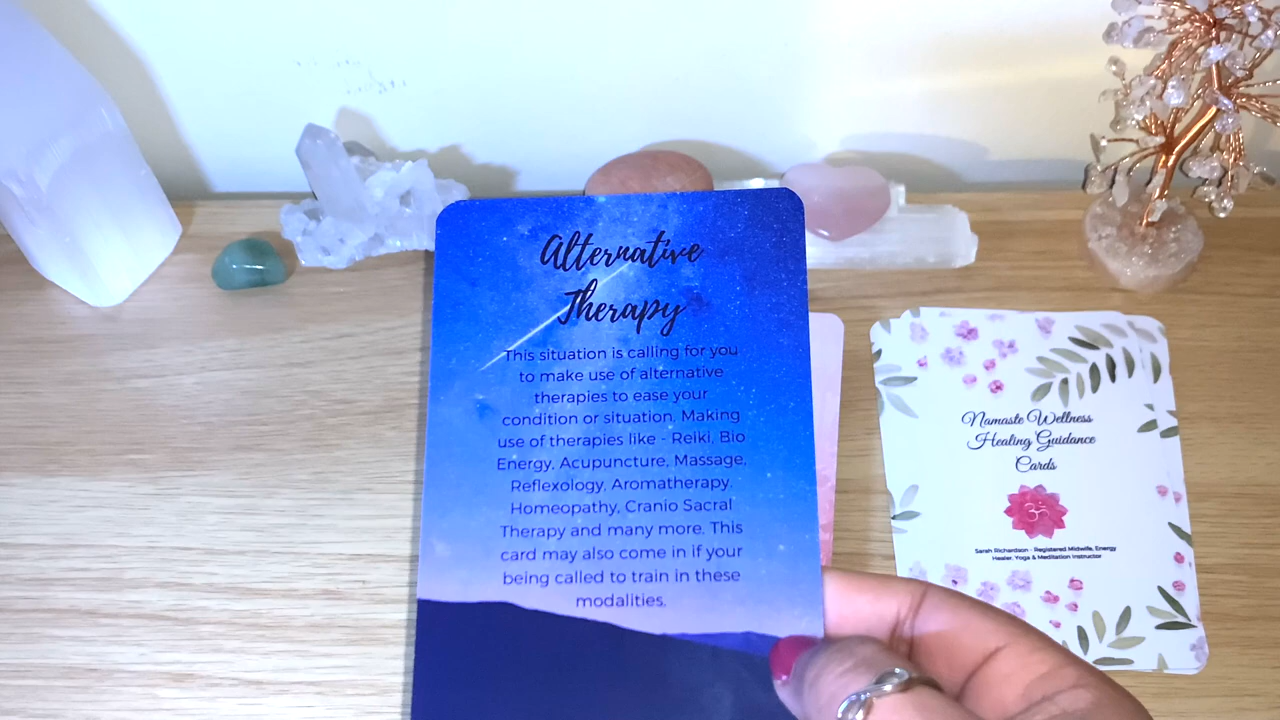 Alternative
Therapy
This situation is calling for you
to make use of alternative
therapies to ease your
condition or situation. Making
use of therapies like - Reiki, Bio
Energy, Acupuncture, Massage,
Reflexology, Aromatherapy.
Homeopathy, Cranio Sacral
Therapy and many more. This
card may also come in if your
being called to train in these
modalities.
Namaste Wellness
Healing Guidance
Cards
Sarah Richardson - Registered Midwife, Energy
Healer, Yoga & Meditation Instructor